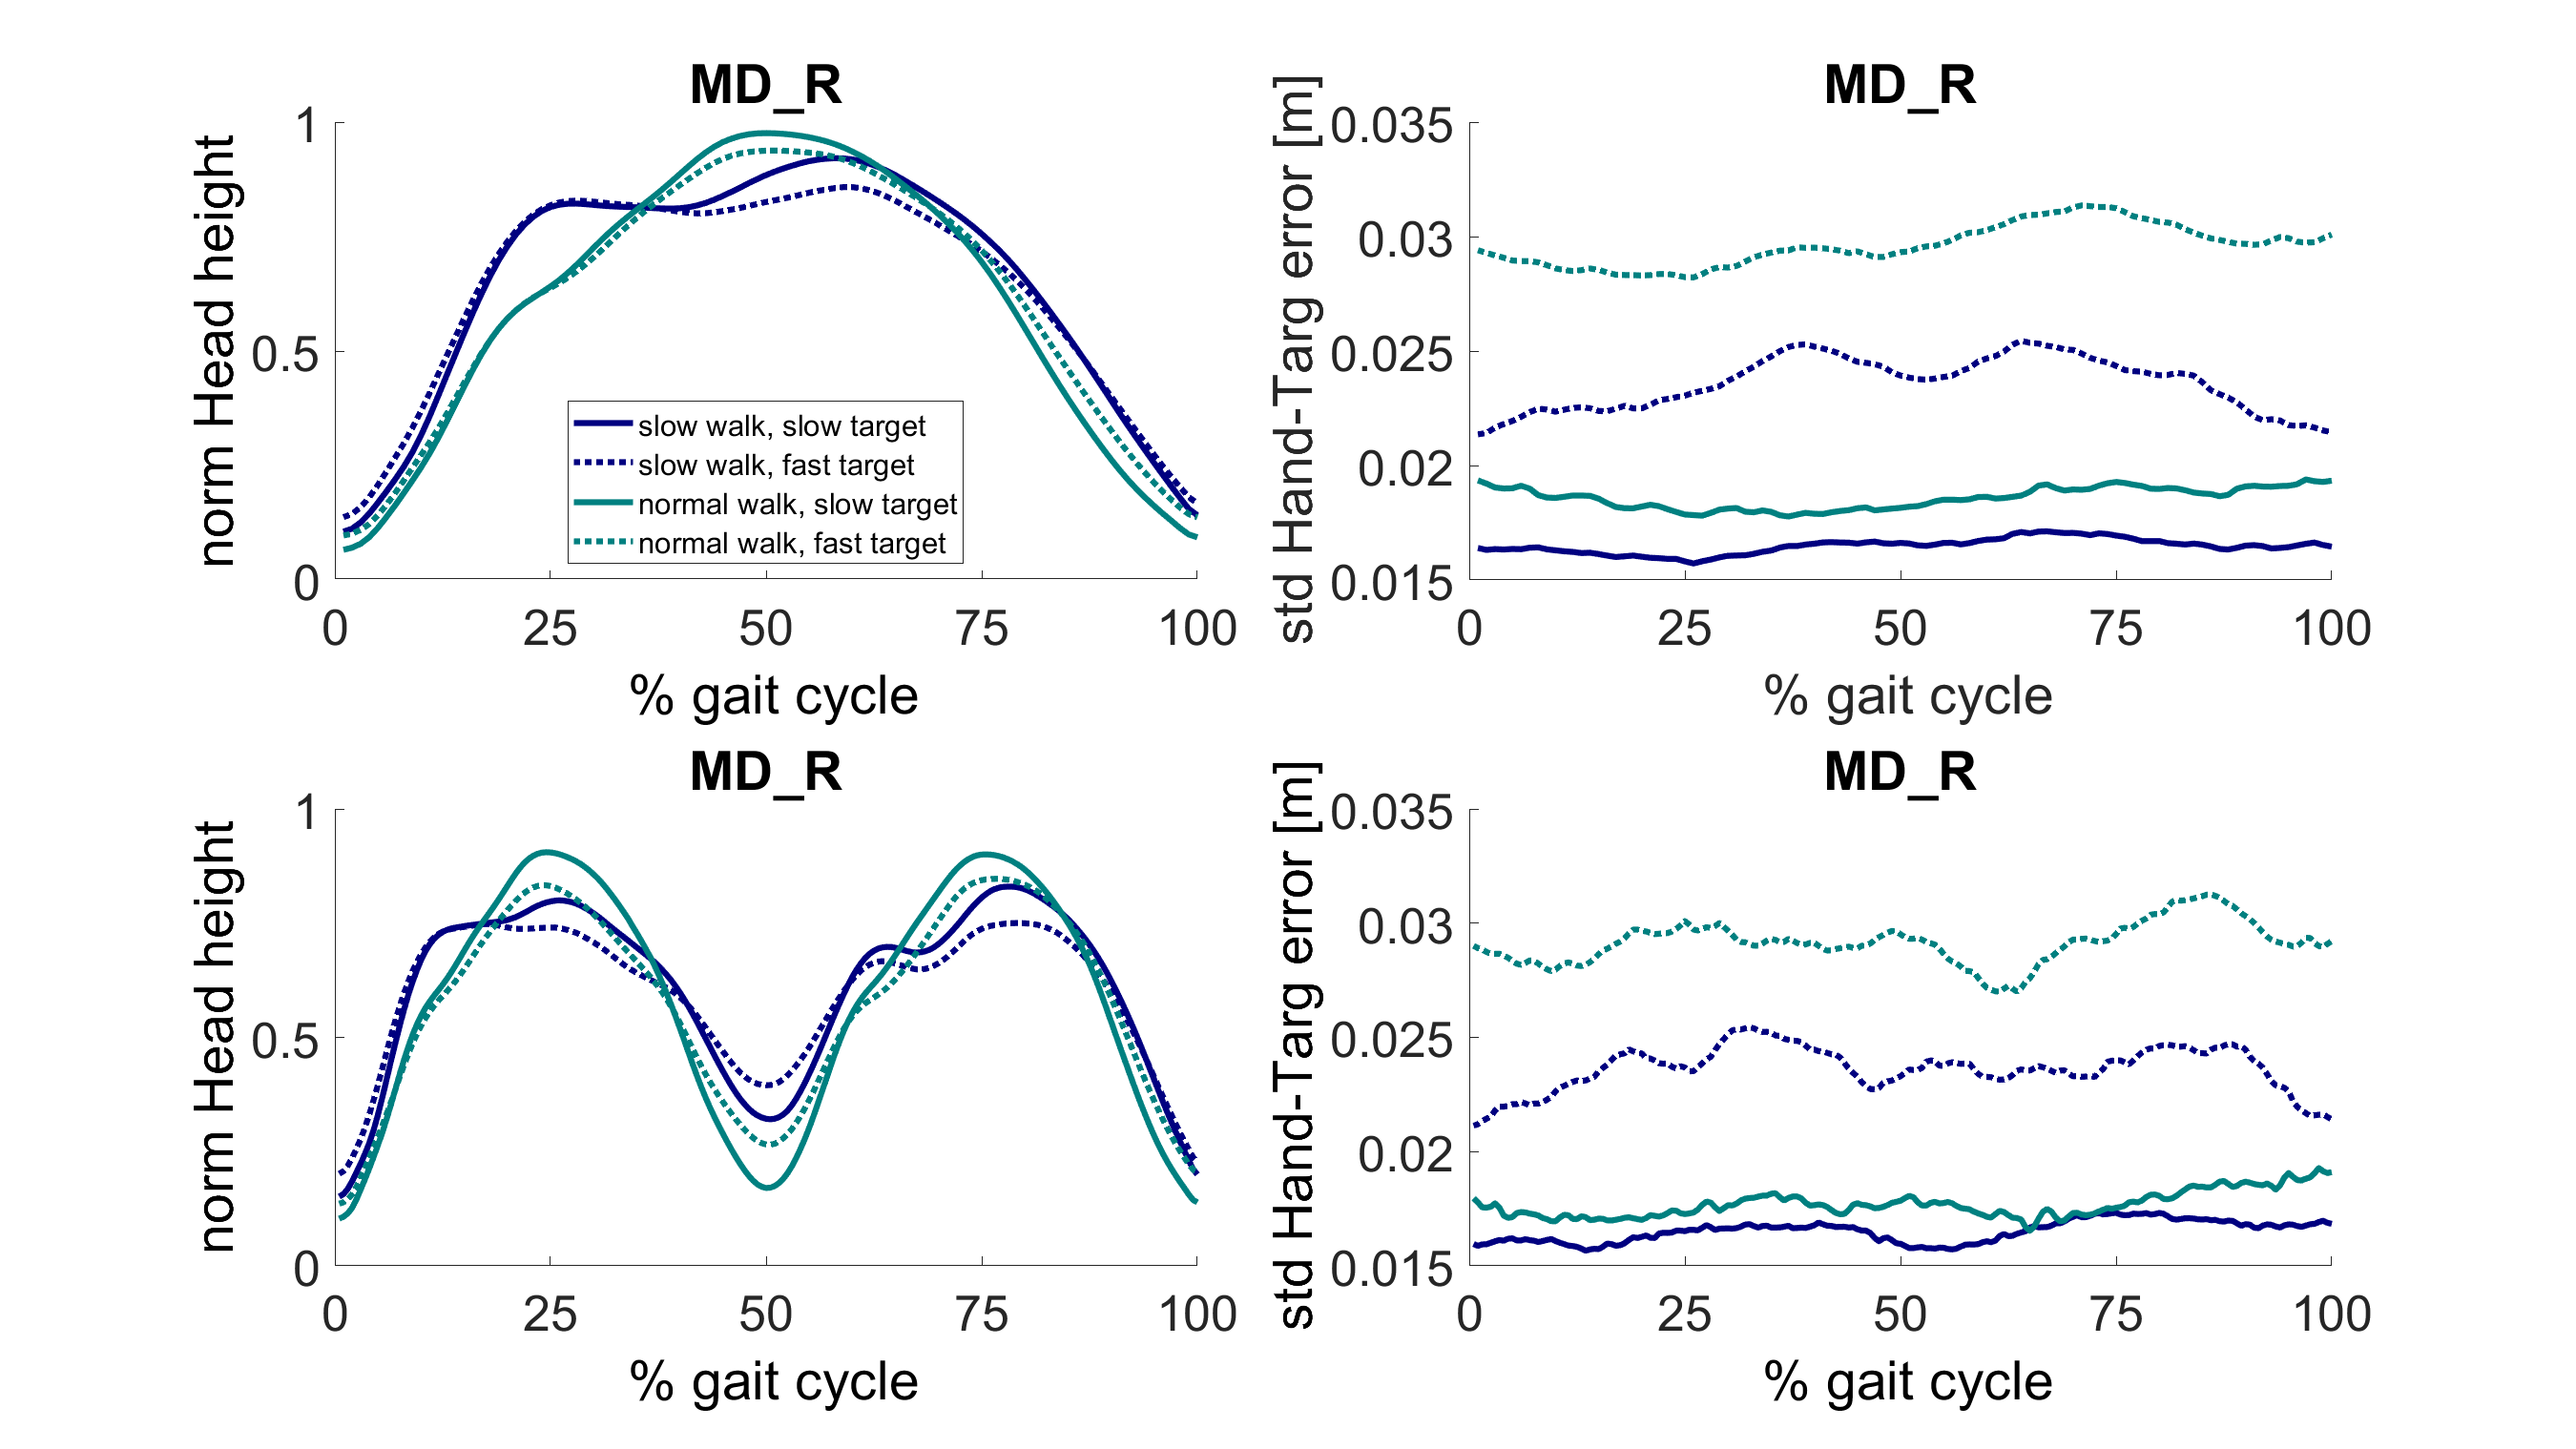 MD_R
norm Head height
1
0.5
0
slow walk, slow target
slow walk, fast target
normal walk, slow target
normal walk, fast target
0 25 50 75 100
% gait cycle
MD_R
std Hand-Targ error [m]
0.035
0.03
0.025
0.02
0.015
0 25 50 75 100
% gait cycle
MD_R
norm Head height
1
0.5
0
0 25 50 75 100
% gait cycle
MD_R
std Hand-Targ error [m]
0.035
0.03
0.025
0.02
0.015
0 25 50 75 100
% gait cycle